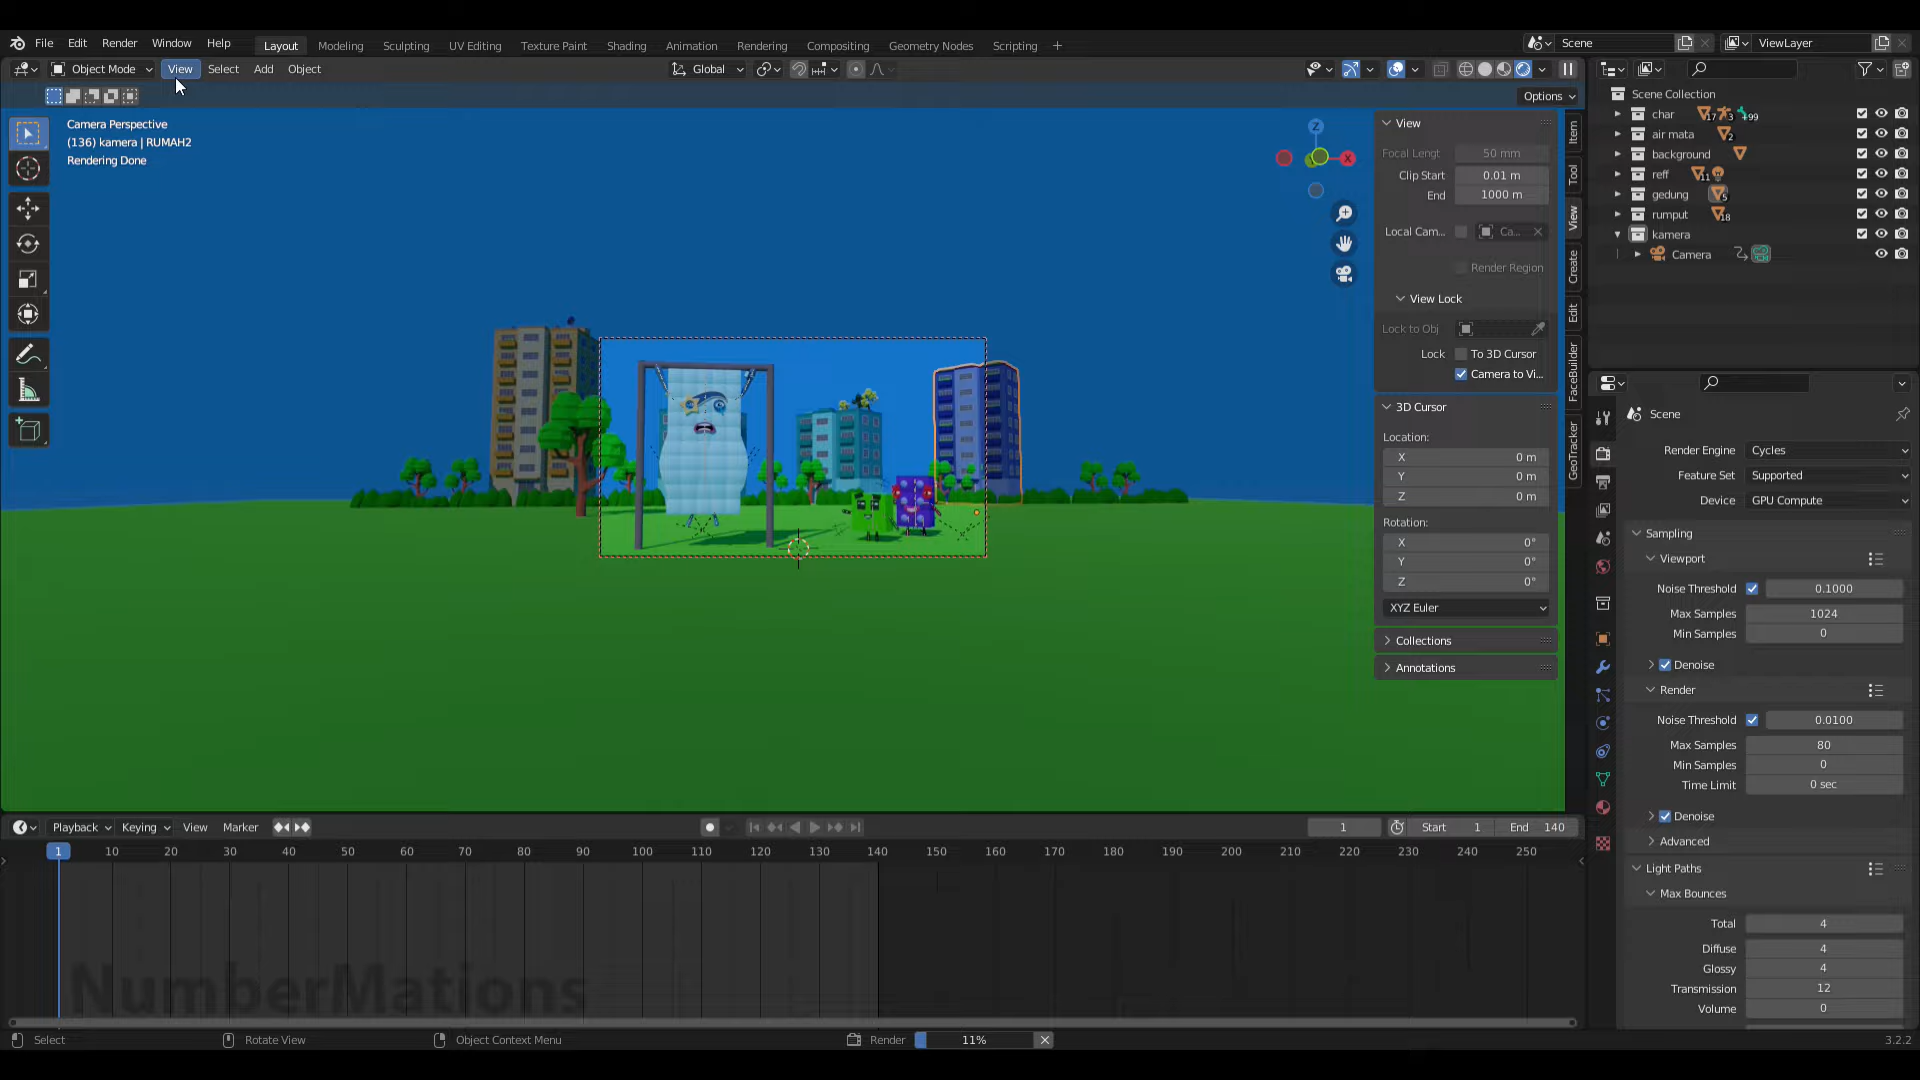 File Edit Render Window Help Layout Modeling Sculpting UV Editing Texture Paint Shading Animation Rendering Compositing Geometry Nodes Scripting Scene ViewLayer
Object Mode View Select Add Object Global
Options
Camera Perspective
(136) kamera | RUMAH2
Rendering Done
Z
X
View
Focal Lengt 50 mm
Clip Start 0.01 m
End 1000 m
Local Cam... Ca...
Render Region
View Lock
Lock to Obj
Lock To 3D Cursor
Camera to Vi...
3D Cursor
Location:
X 0 m
Y 0 m
Z 0 m
Rotation:
X 0°
Y 0°
Z 0°
XYZ Euler
Collections
Annotations
Item
Tool
View
Create
Edit
FaceBuilder
GeoTracker
Scene Collection
char 17 3 99
air mata 2
background
reff 11
gedung 5
rumput 18
kamera
Camera
Scene
Render Engine Cycles
Feature Set Supported
Device GPU Compute
Sampling
Viewport
Noise Threshold 0.1000
Max Samples 1024
Min Samples 0
Denoise
Render
Noise Threshold 0.0100
Max Samples 80
Min Samples 0
Time Limit 0 sec
Denoise
Advanced
Light Paths
Max Bounces
Total 4
Diffuse 4
Glossy 4
Transmission 12
Volume 0
Playback Keying View Marker 1 Start 1 End 140
1 10 20 30 40 50 60 70 80 90 100 110 120 130 140 150 160 170 180 190 200 210 220 230 240 250
NumberMations
Select Rotate View Object Context Menu Render 11% 3.2.2